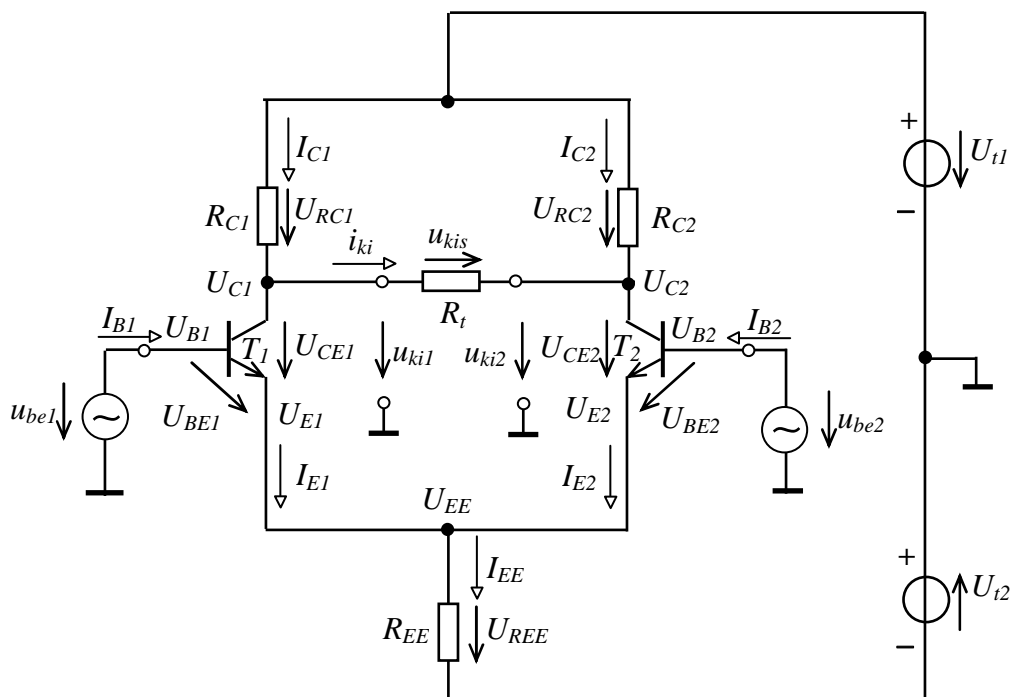 +
I_C1
I_C2
U_t1
R_C1
U_RC1
U_RC2
R_C2
−
i_ki
u_kis
U_C1
U_C2
R_t
I_B1
U_B1
T_1
U_CE1
u_ki1
u_ki2
U_CE2
T_2
U_B2
I_B2
u_be1
~
U_BE1
U_E1
U_E2
U_BE2
~
u_be2
I_E1
I_E2
U_EE
+
I_EE
U_t2
R_EE
U_REE
−